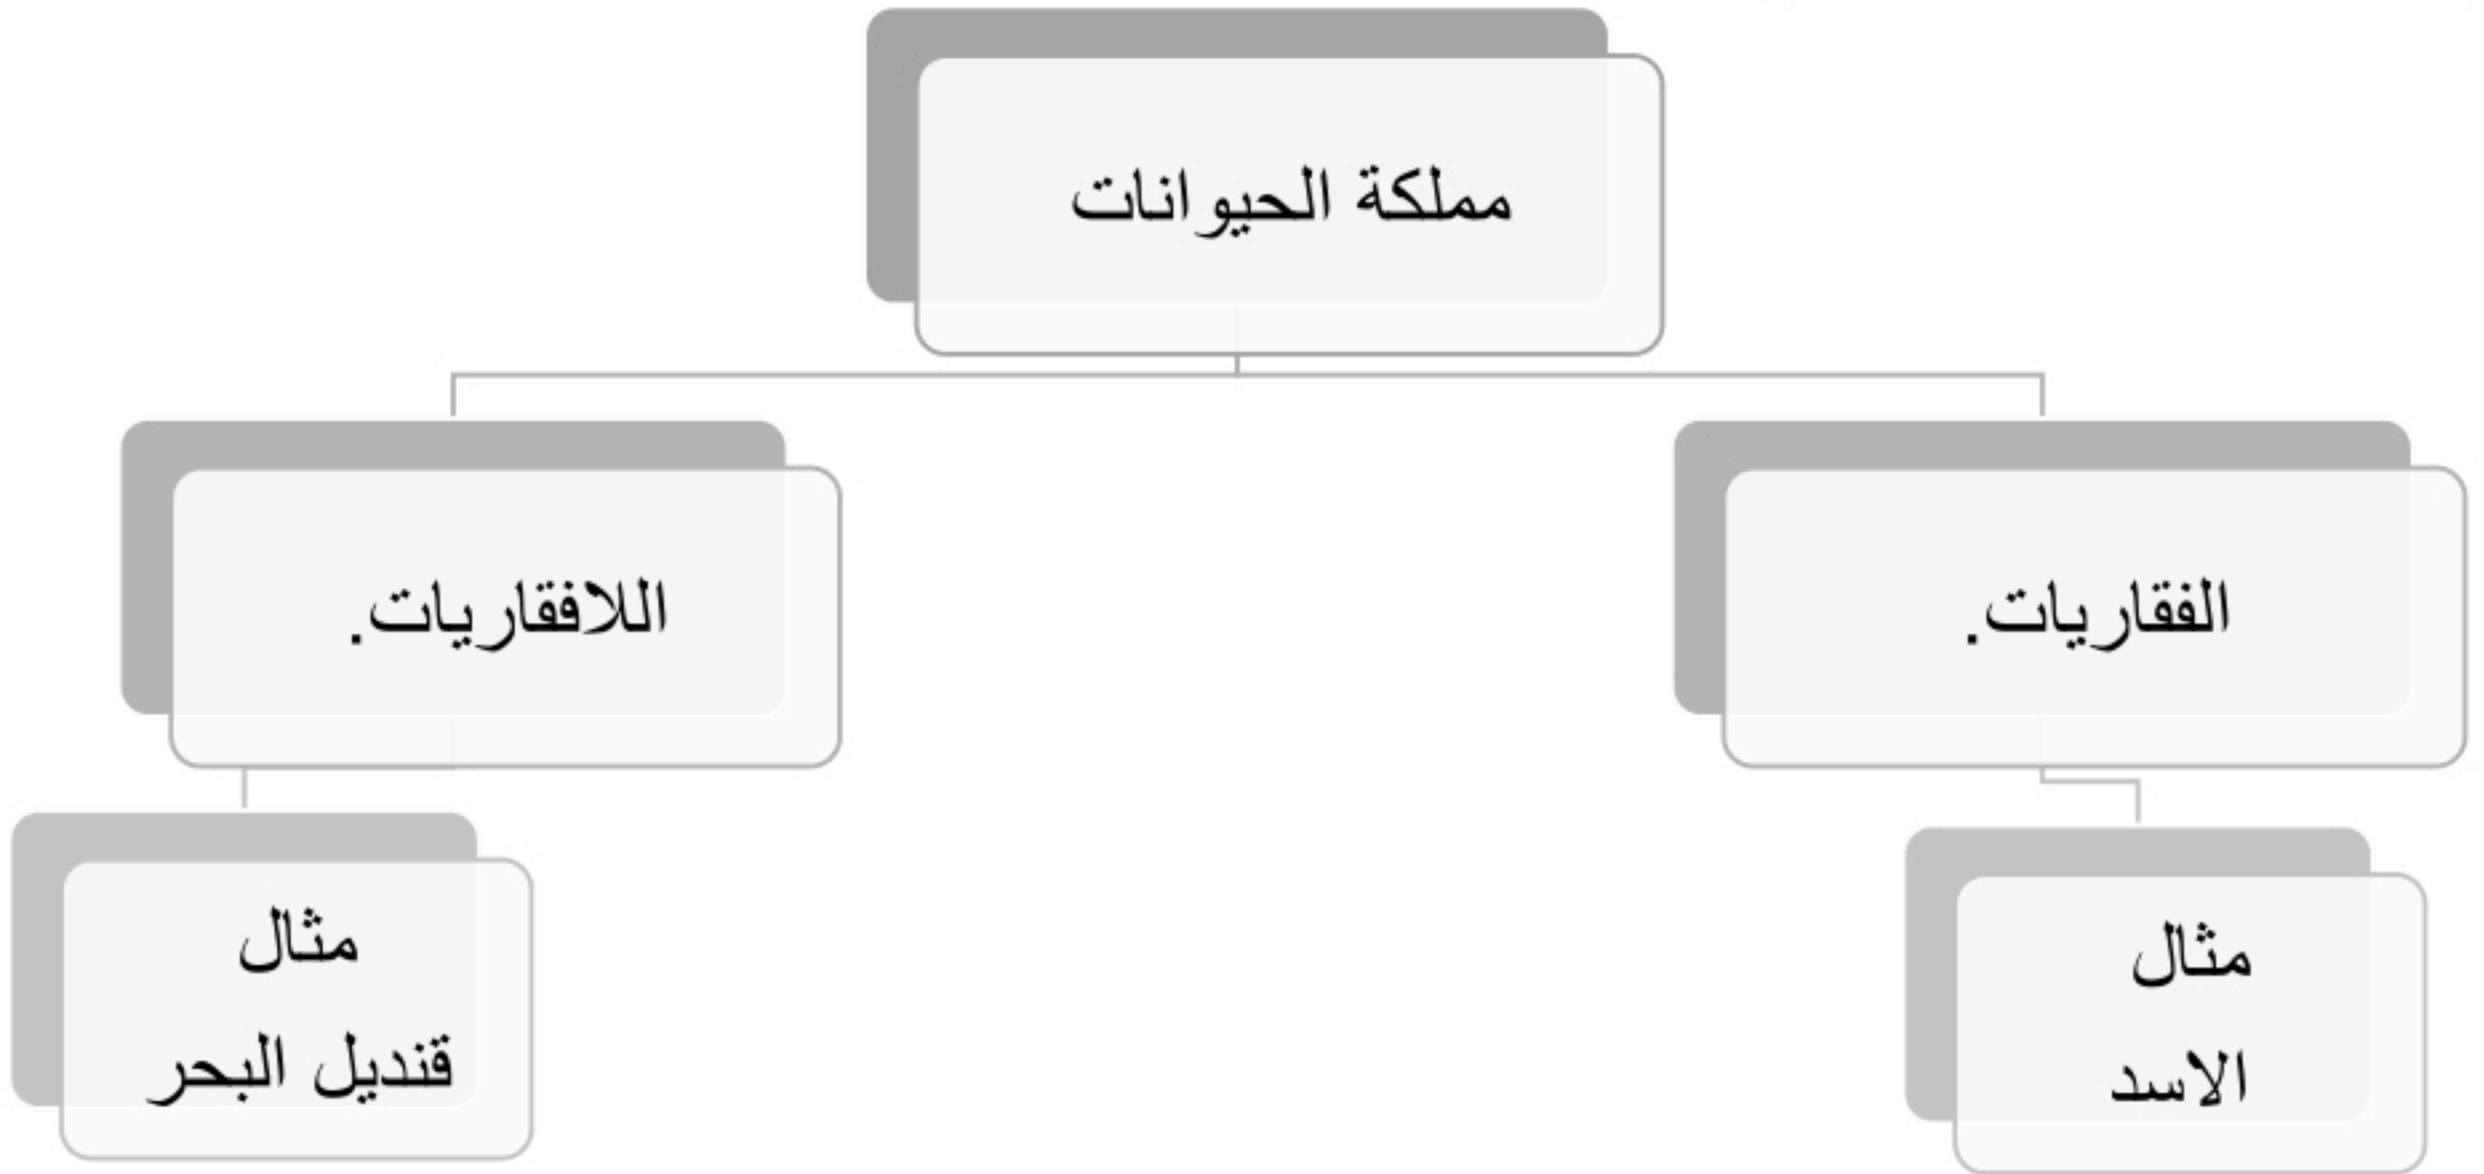 مملكة الحيوانات
الفقاريات.
اللافقاريات.
مثال
الاسد
مثال
قنديل البحر